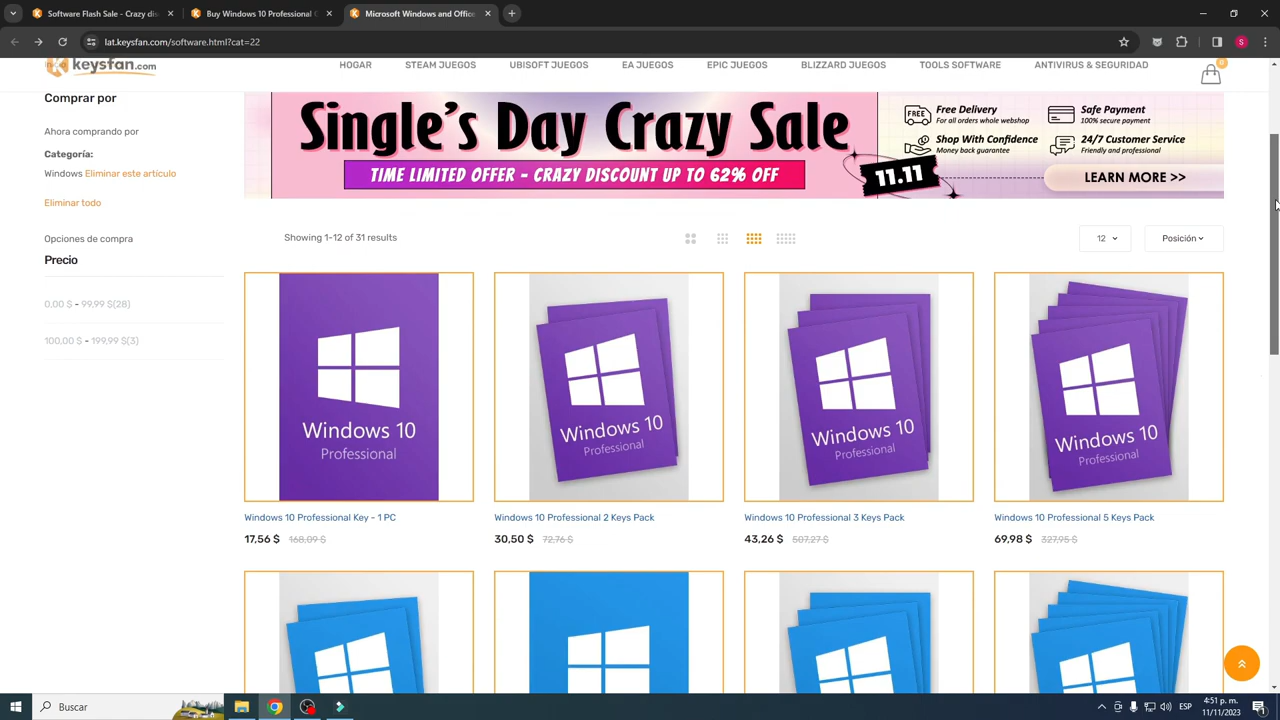 Software Flash Sale - Crazy dis
Buy Windows 10 Professional
Microsoft Windows and Office
lat.keysfan.com/software.html?cat=22
S
keysfan.com
HOGAR
STEAM JUEGOS
UBISOFT JUEGOS
EA JUEGOS
EPIC JUEGOS
BLIZZARD JUEGOS
TOOLS SOFTWARE
ANTIVIRUS & SEGURIDAD
0
Comprar por
Ahora comprando por
Categoría:
Windows Eliminar este artículo
Eliminar todo
Opciones de compra
Precio
0,00 $ - 99,99 $(28)
100,00 $ - 199,99 $(3)
Single's Day Crazy Sale
TIME LIMITED OFFER - CRAZY DISCOUNT UP TO 62% OFF
11.11
FREE
Free Delivery
For all orders whole webshop
Safe Payment
100% secure payment
Shop With Confidence
Money back guarantee
24/7 Customer Service
Friendly and professional
LEARN MORE >>
Showing 1-12 of 31 results
12
Posición
Windows 10
Professional
Windows 10
Professional
Windows 10
Professional
Windows 10
Professional
Windows 10 Professional Key - 1 PC
17,56 $ 168,09 $
Windows 10 Professional 2 Keys Pack
30,50 $ 72,76 $
Windows 10 Professional 3 Keys Pack
43,26 $ 507,27 $
Windows 10 Professional 5 Keys Pack
69,98 $ 327,95 $
Buscar
ESP
4:51 p. m.
11/11/2023